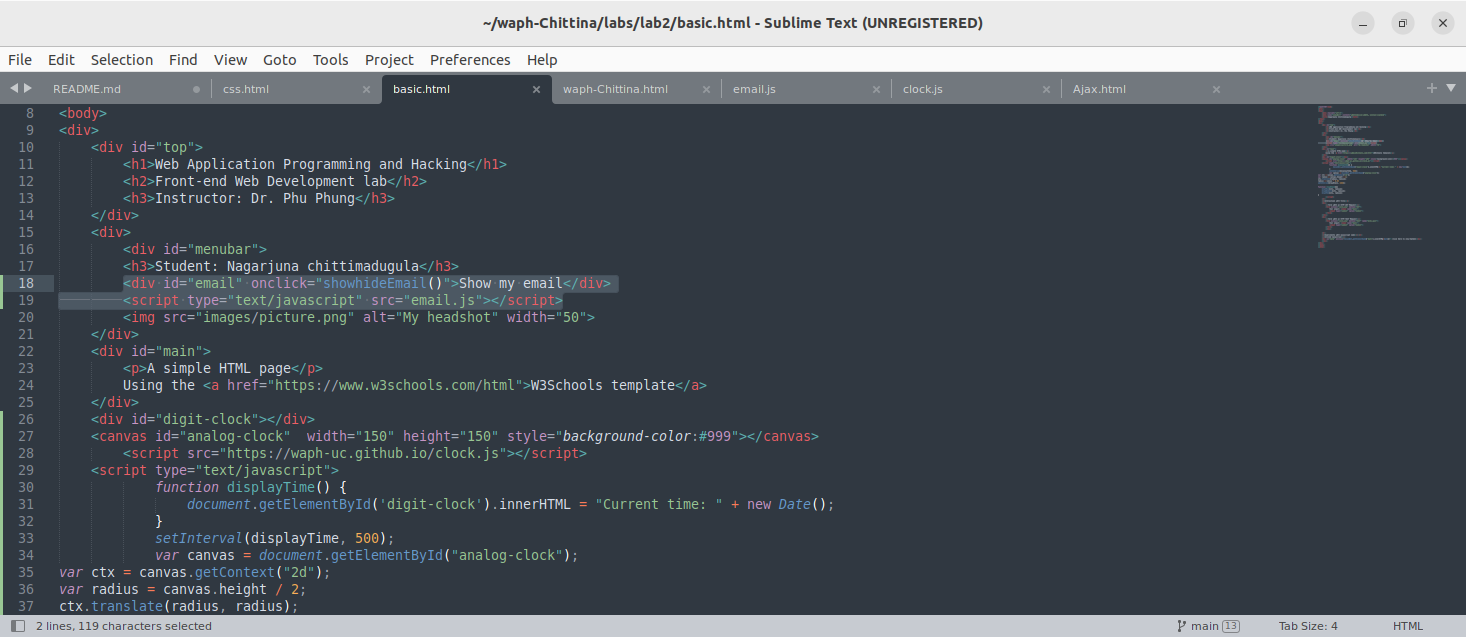 ~/waph-Chittina/labs/lab2/basic.html - Sublime Text (UNREGISTERED)
File Edit Selection Find View Goto Tools Project Preferences Help
README.md css.html basic.html waph-Chittina.html email.js clock.js Ajax.html
8 <body>
9 <div>
10 <div id="top">
11 <h1>Web Application Programming and Hacking</h1>
12 <h2>Front-end Web Development lab</h2>
13 <h3>Instructor: Dr. Phu Phung</h3>
14 </div>
15 <div>
16 <div id="menubar">
17 <h3>Student: Nagarjuna chittimadugula</h3>
18 <div id="email" onclick="showhideEmail()">Show my email</div>
19 <script type="text/javascript" src="email.js"></script>
20 <img src="images/picture.png" alt="My headshot" width="50">
21 </div>
22 <div id="main">
23 <p>A simple HTML page</p>
24 Using the <a href="https://www.w3schools.com/html">W3Schools template</a>
25 </div>
26 <div id="digit-clock"></div>
27 <canvas id="analog-clock"  width="150" height="150" style="background-color:#999"></canvas>
28 <script src="https://waph-uc.github.io/clock.js"></script>
29 <script type="text/javascript">
30 function displayTime() {
31 document.getElementById('digit-clock').innerHTML = "Current time: " + new Date();
32 }
33 setInterval(displayTime, 500);
34 var canvas = document.getElementById("analog-clock");
35 var ctx = canvas.getContext("2d");
36 var radius = canvas.height / 2;
37 ctx.translate(radius, radius);
2 lines, 119 characters selected main 13 Tab Size: 4 HTML